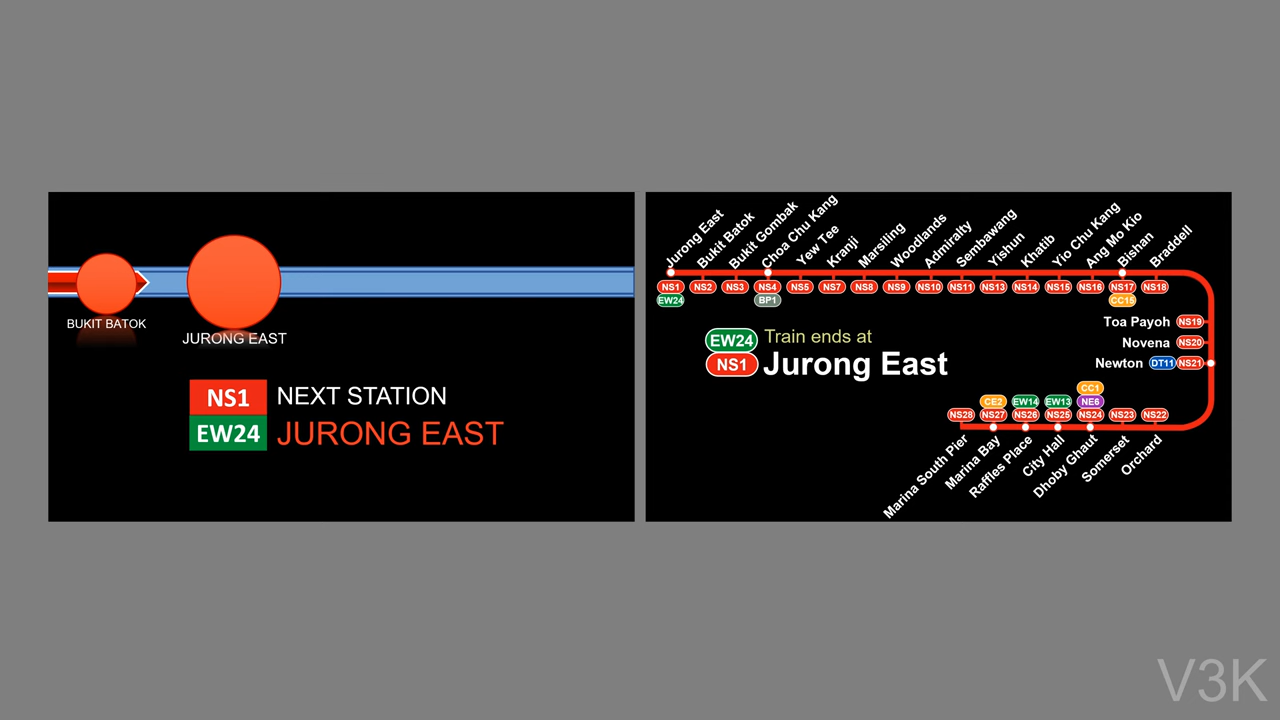 BUKIT BATOK
JURONG EAST
NS1 NEXT STATION
EW24 JURONG EAST
Jurong East
Bukit Batok
Bukit Gombak
Choa Chu Kang
Yew Tee
Kranji
Marsiling
Woodlands
Admiralty
Sembawang
Yishun
Khatib
Yio Chu Kang
Ang Mo Kio
Bishan
Braddell
NS1 NS2 NS3 NS4 NS5 NS7 NS8 NS9 NS10 NS11 NS13 NS14 NS15 NS16 NS17 NS18
EW24 BP1 CC15
Toa Payoh NS19
Novena NS20
Newton DT11 NS21
EW24 Train ends at
NS1 Jurong East
CC1
CE2 EW14 EW13 NE6
NS28 NS27 NS26 NS25 NS24 NS23 NS22
Marina South Pier
Marina Bay
Raffles Place
City Hall
Dhoby Ghaut
Somerset
Orchard
V3K